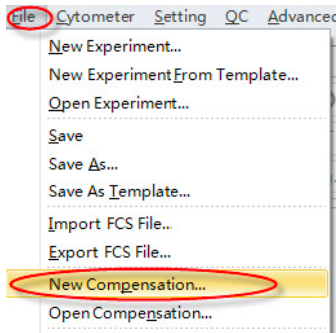 File Cytometer Setting QC Advanced
New Experiment...
New Experiment From Template...
Open Experiment...
Save
Save As...
Save As Template...
Import FCS File...
Export FCS File...
New Compensation...
Open Compensation...